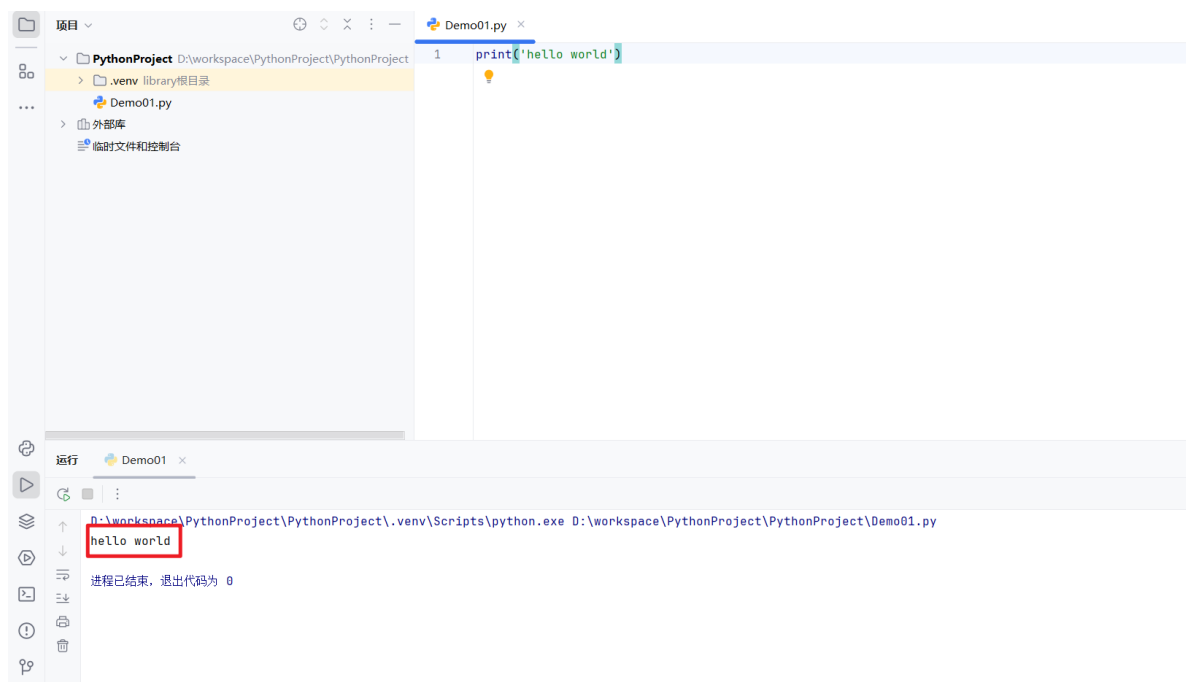 项目
PythonProject D:\workspace\PythonProject\PythonProject
.venv library根目录
Demo01.py
外部库
临时文件和控制台
Demo01.py
1 print('hello world')
运行 Demo01
D:\workspace\PythonProject\PythonProject\.venv\Scripts\python.exe D:\workspace\PythonProject\PythonProject\Demo01.py
hello world
进程已结束，退出代码为 0